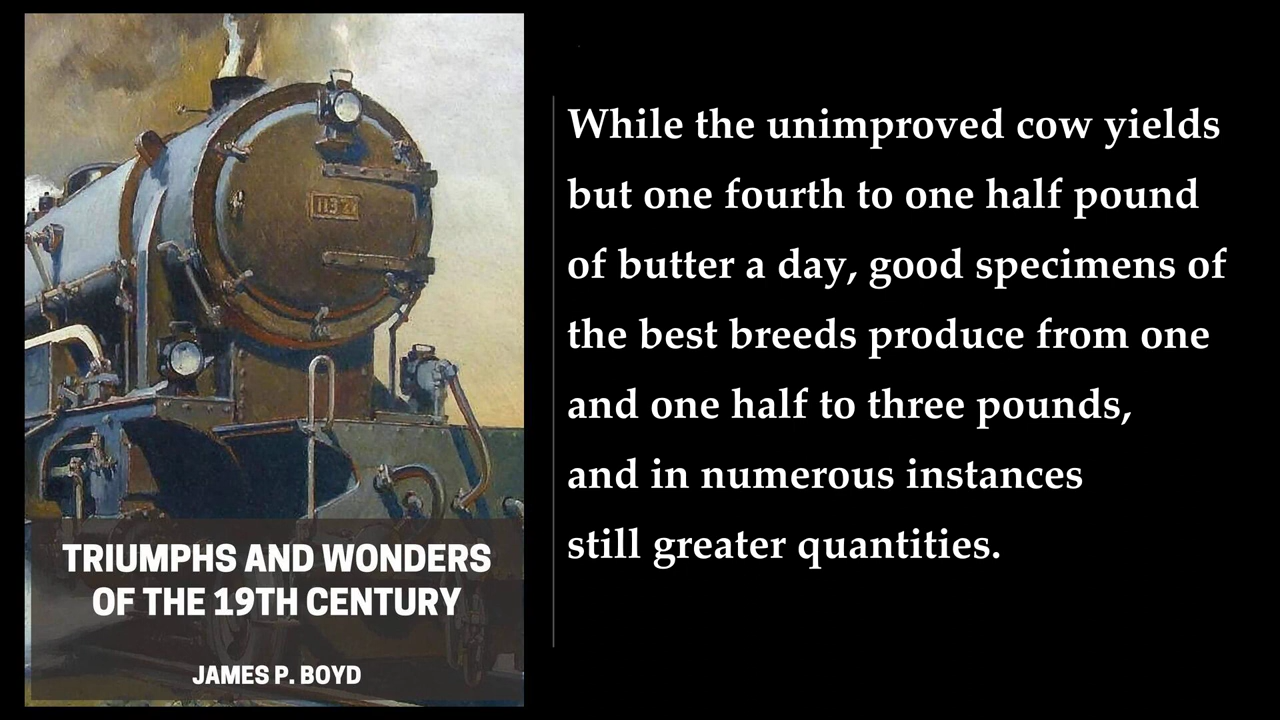 TRIUMPHS AND WONDERS
OF THE 19TH CENTURY
JAMES P. BOYD
While the unimproved cow yields
but one fourth to one half pound
of butter a day, good specimens of
the best breeds produce from one
and one half to three pounds,
and in numerous instances
still greater quantities.